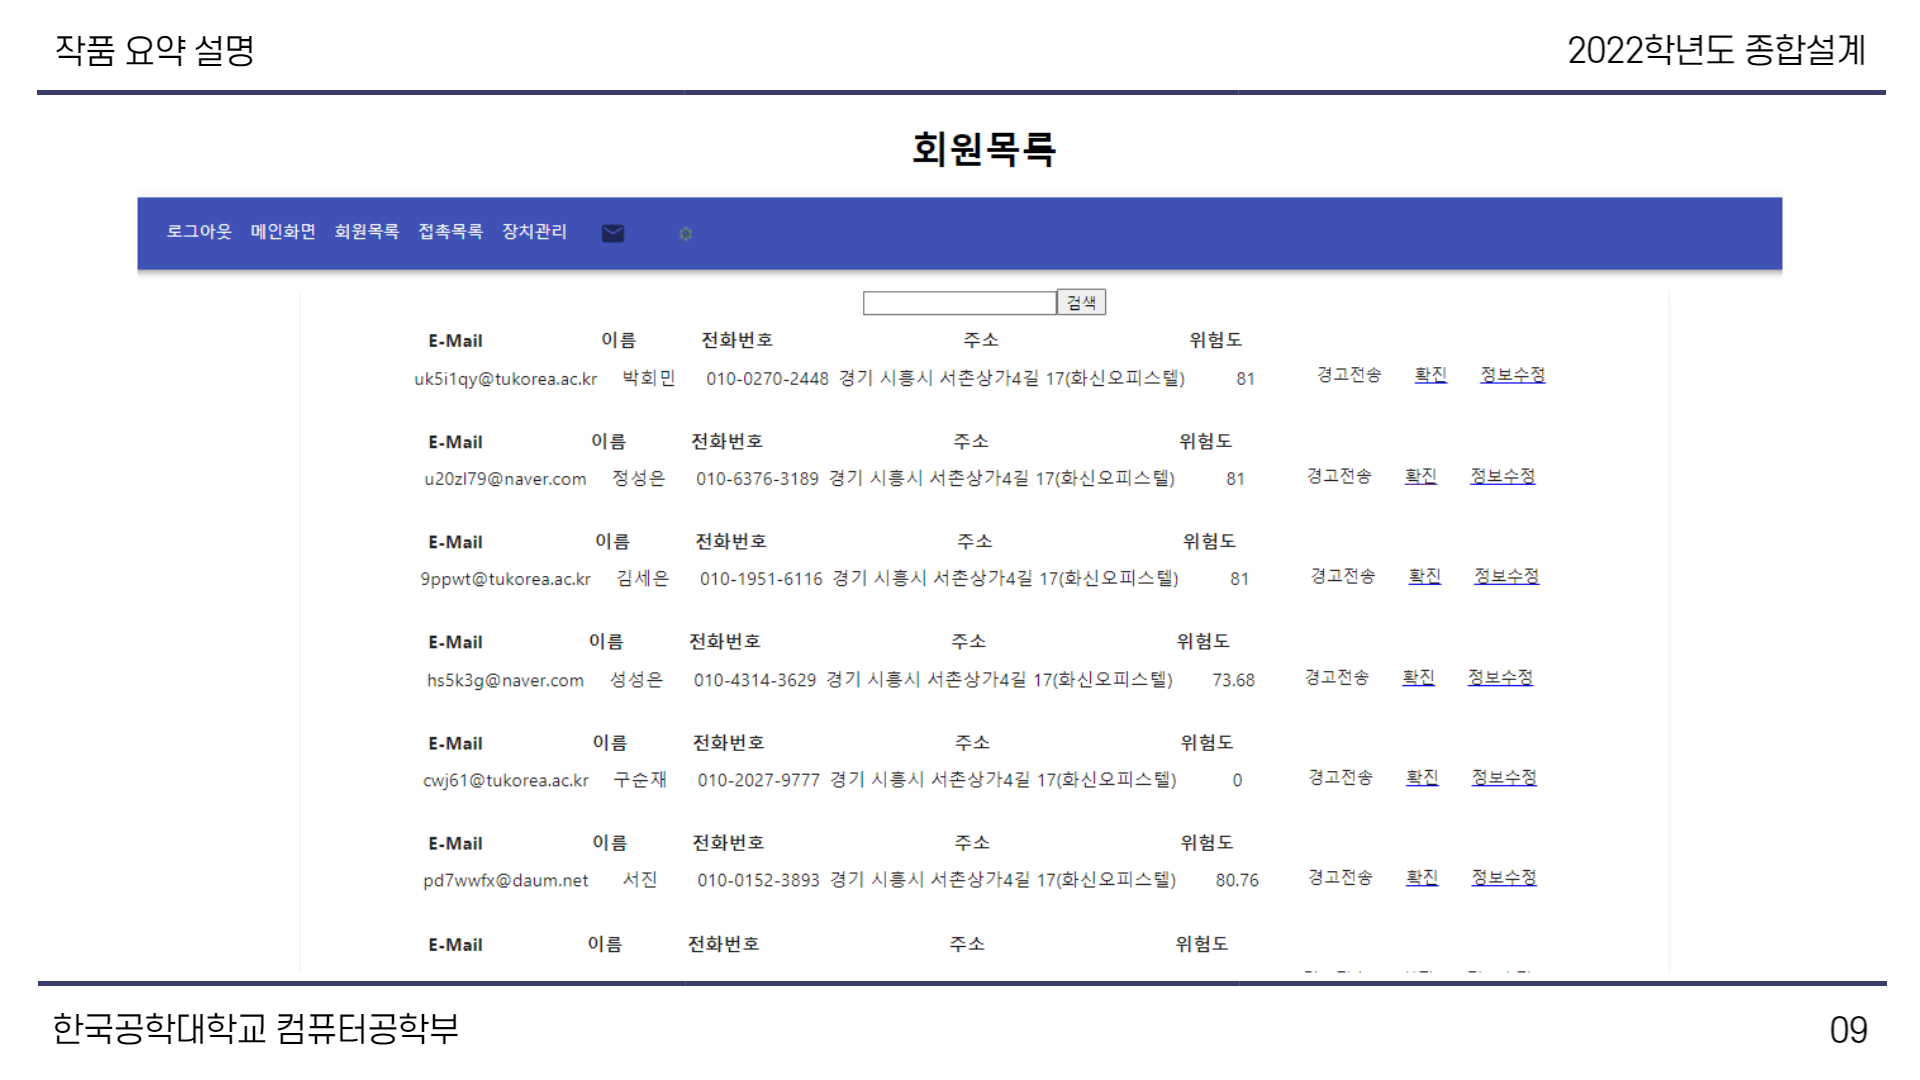 작품 요약 설명
2022학년도 종합설계
회원목록
로그아웃 메인화면 회원목록 접촉목록 장치관리
검색
E-Mail 이름 전화번호 주소 위험도
uk5i1qy@tukorea.ac.kr 박희민 010-0270-2448 경기 시흥시 서촌상가4길 17(화신오피스텔) 81 경고전송 확진 정보수정
E-Mail 이름 전화번호 주소 위험도
u20zl79@naver.com 정성은 010-6376-3189 경기 시흥시 서촌상가4길 17(화신오피스텔) 81 경고전송 확진 정보수정
E-Mail 이름 전화번호 주소 위험도
9ppwt@tukorea.ac.kr 김세은 010-1951-6116 경기 시흥시 서촌상가4길 17(화신오피스텔) 81 경고전송 확진 정보수정
E-Mail 이름 전화번호 주소 위험도
hs5k3g@naver.com 성성은 010-4314-3629 경기 시흥시 서촌상가4길 17(화신오피스텔) 73.68 경고전송 확진 정보수정
E-Mail 이름 전화번호 주소 위험도
cwj61@tukorea.ac.kr 구순재 010-2027-9777 경기 시흥시 서촌상가4길 17(화신오피스텔) 0 경고전송 확진 정보수정
E-Mail 이름 전화번호 주소 위험도
pd7wwfx@daum.net 서진 010-0152-3893 경기 시흥시 서촌상가4길 17(화신오피스텔) 80.76 경고전송 확진 정보수정
E-Mail 이름 전화번호 주소 위험도
한국공학대학교 컴퓨터공학부
09